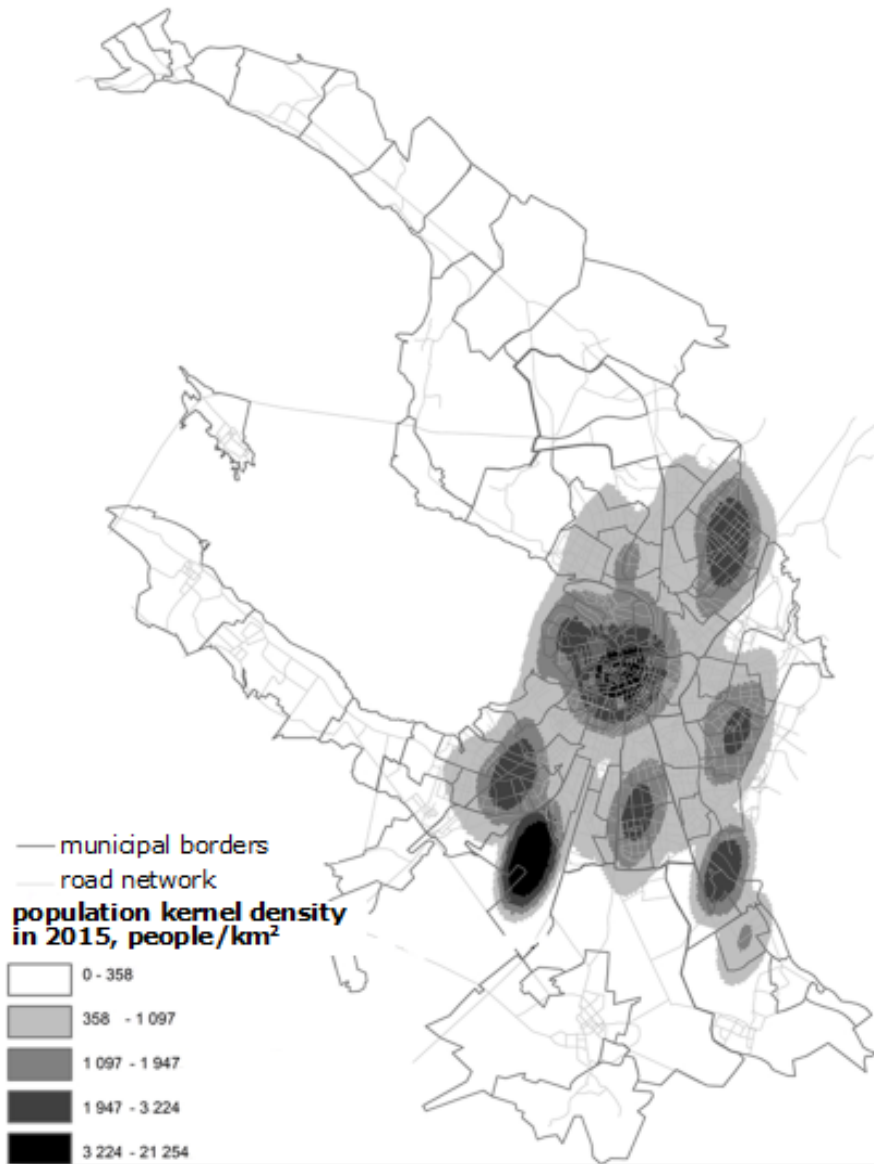 municipal borders
road network
population kernel density
in 2015, people/km²
0 - 358
358 - 1 097
1 097 - 1 947
1 947 - 3 224
3 224 - 21 254